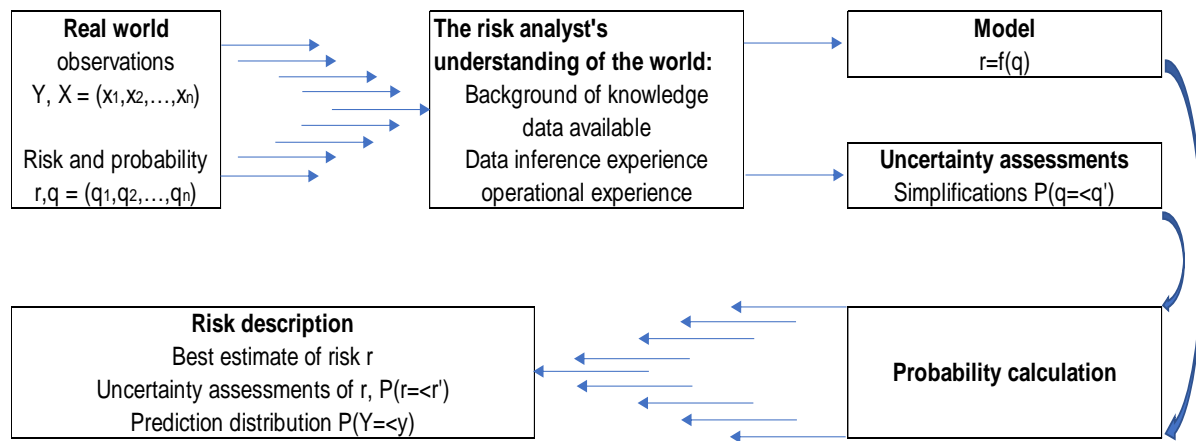 Real world
observations
Y, X = (x1,x2,…,xn)
Risk and probability
r,q = (q1,q2,…,qn)
The risk analyst's
understanding of the world:
Background of knowledge
data available
Data inference experience
operational experience
Model
r=f(q)
Uncertainty assessments
Simplifications P(q=<q')
Risk description
Best estimate of risk r
Uncertainty assessments of r, P(r=<r')
Prediction distribution P(Y=<y)
Probability calculation